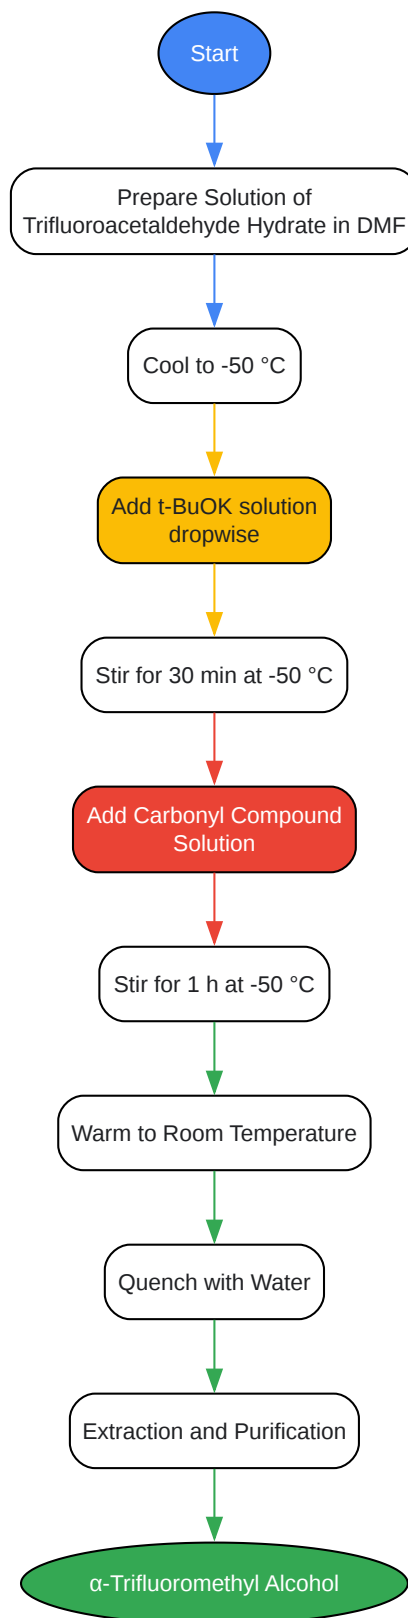 Start
Prepare Solution of
Trifluoroacetaldehyde Hydrate in DMF
Cool to -50 °C
Add t-BuOK solution
dropwise
Stir for 30 min at -50 °C
Add Carbonyl Compound
Solution
Stir for 1 h at -50 °C
Warm to Room Temperature
Quench with Water
Extraction and Purification
α-Trifluoromethyl Alcohol